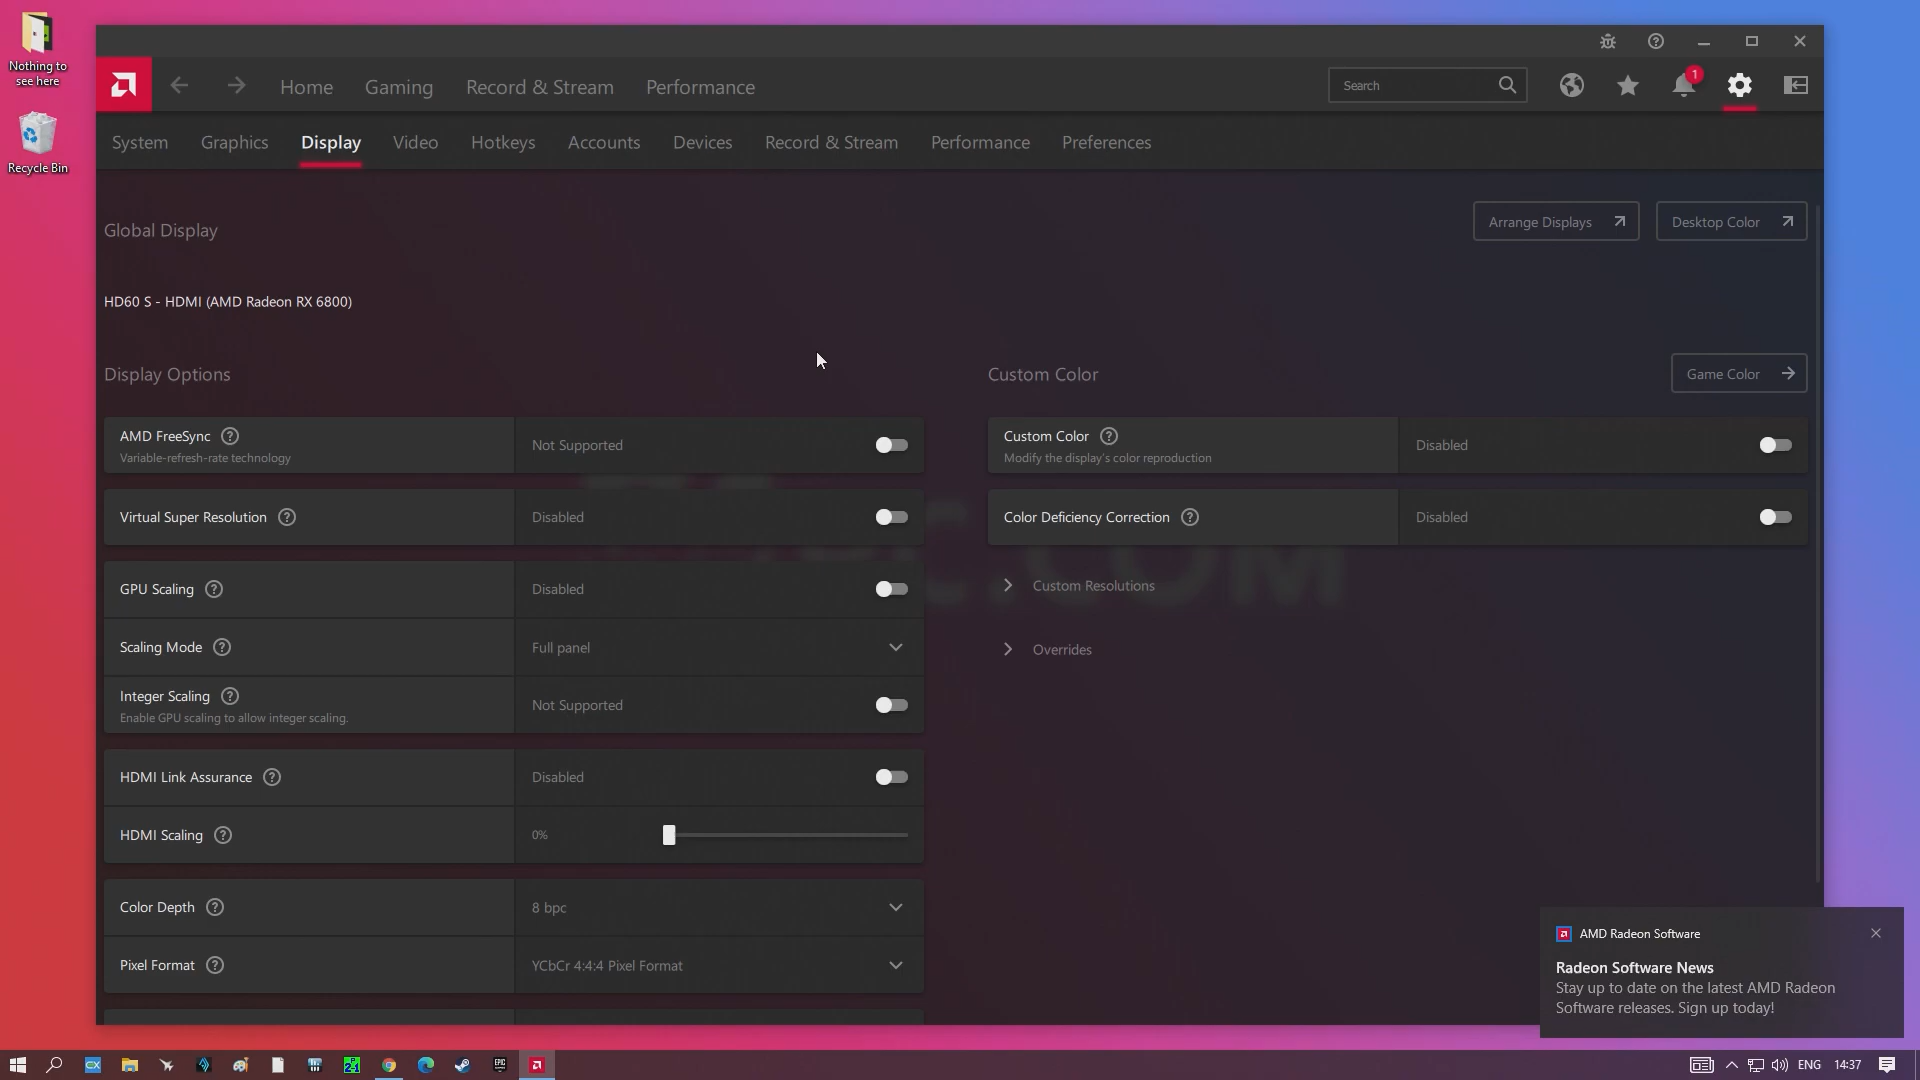 Nothing to
see here
Recycle Bin
Home
Gaming
Record & Stream
Performance
Search
1
System
Graphics
Display
Video
Hotkeys
Accounts
Devices
Record & Stream
Performance
Preferences
Global Display
Arrange Displays
Desktop Color
HD60 S - HDMI (AMD Radeon RX 6800)
Display Options
AMD FreeSync
Variable-refresh-rate technology
Not Supported
Virtual Super Resolution
Disabled
GPU Scaling
Disabled
Scaling Mode
Full panel
Integer Scaling
Enable GPU scaling to allow integer scaling.
Not Supported
HDMI Link Assurance
Disabled
HDMI Scaling
0%
Color Depth
8 bpc
Pixel Format
YCbCr 4:4:4 Pixel Format
Custom Color
Game Color
Custom Color
Modify the display's color reproduction
Disabled
Color Deficiency Correction
Disabled
Custom Resolutions
Overrides
AMD Radeon Software
Radeon Software News
Stay up to date on the latest AMD Radeon
Software releases. Sign up today!
CX
EPIC
ENG
14:37